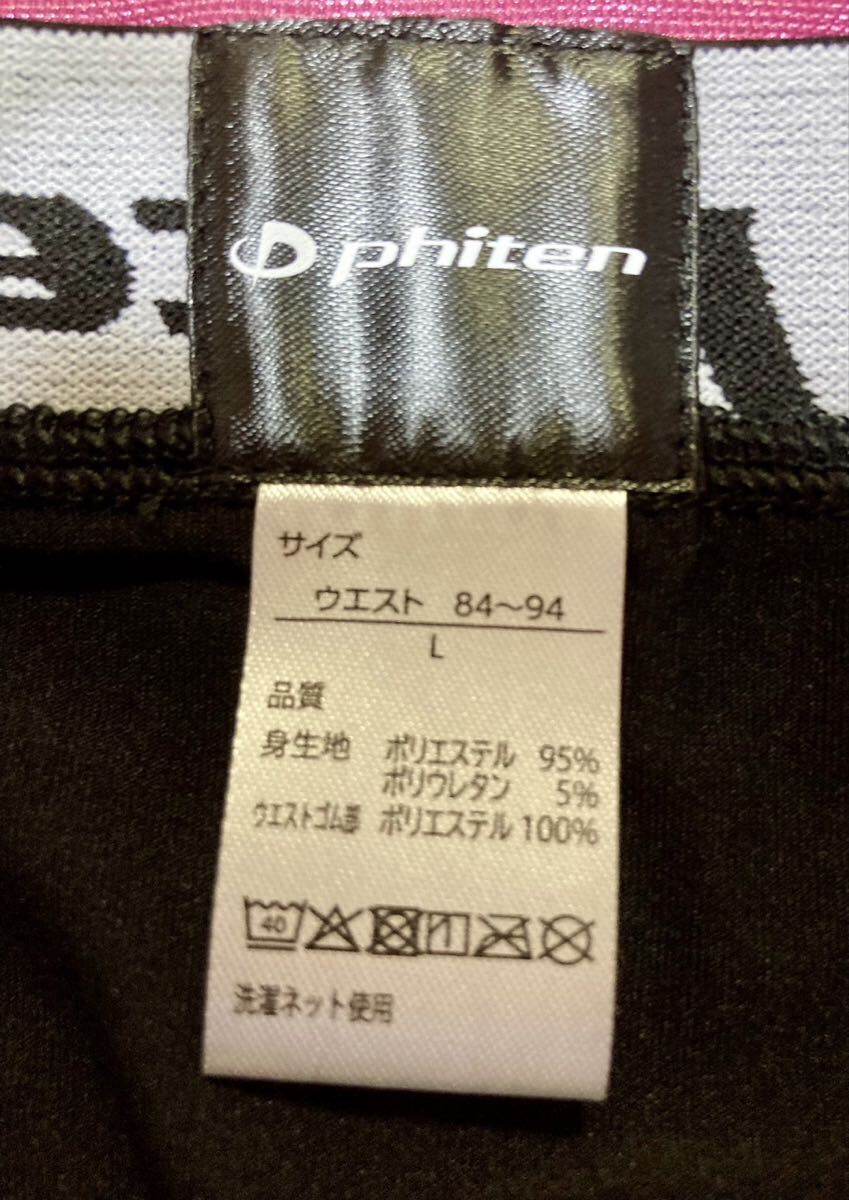 phiten
サイズ
ウエスト 84～94
L
品質
身生地 ポリエステル 95%
ポリウレタン 5%
ウエストゴム部 ポリエステル 100%
40
洗濯ネット使用